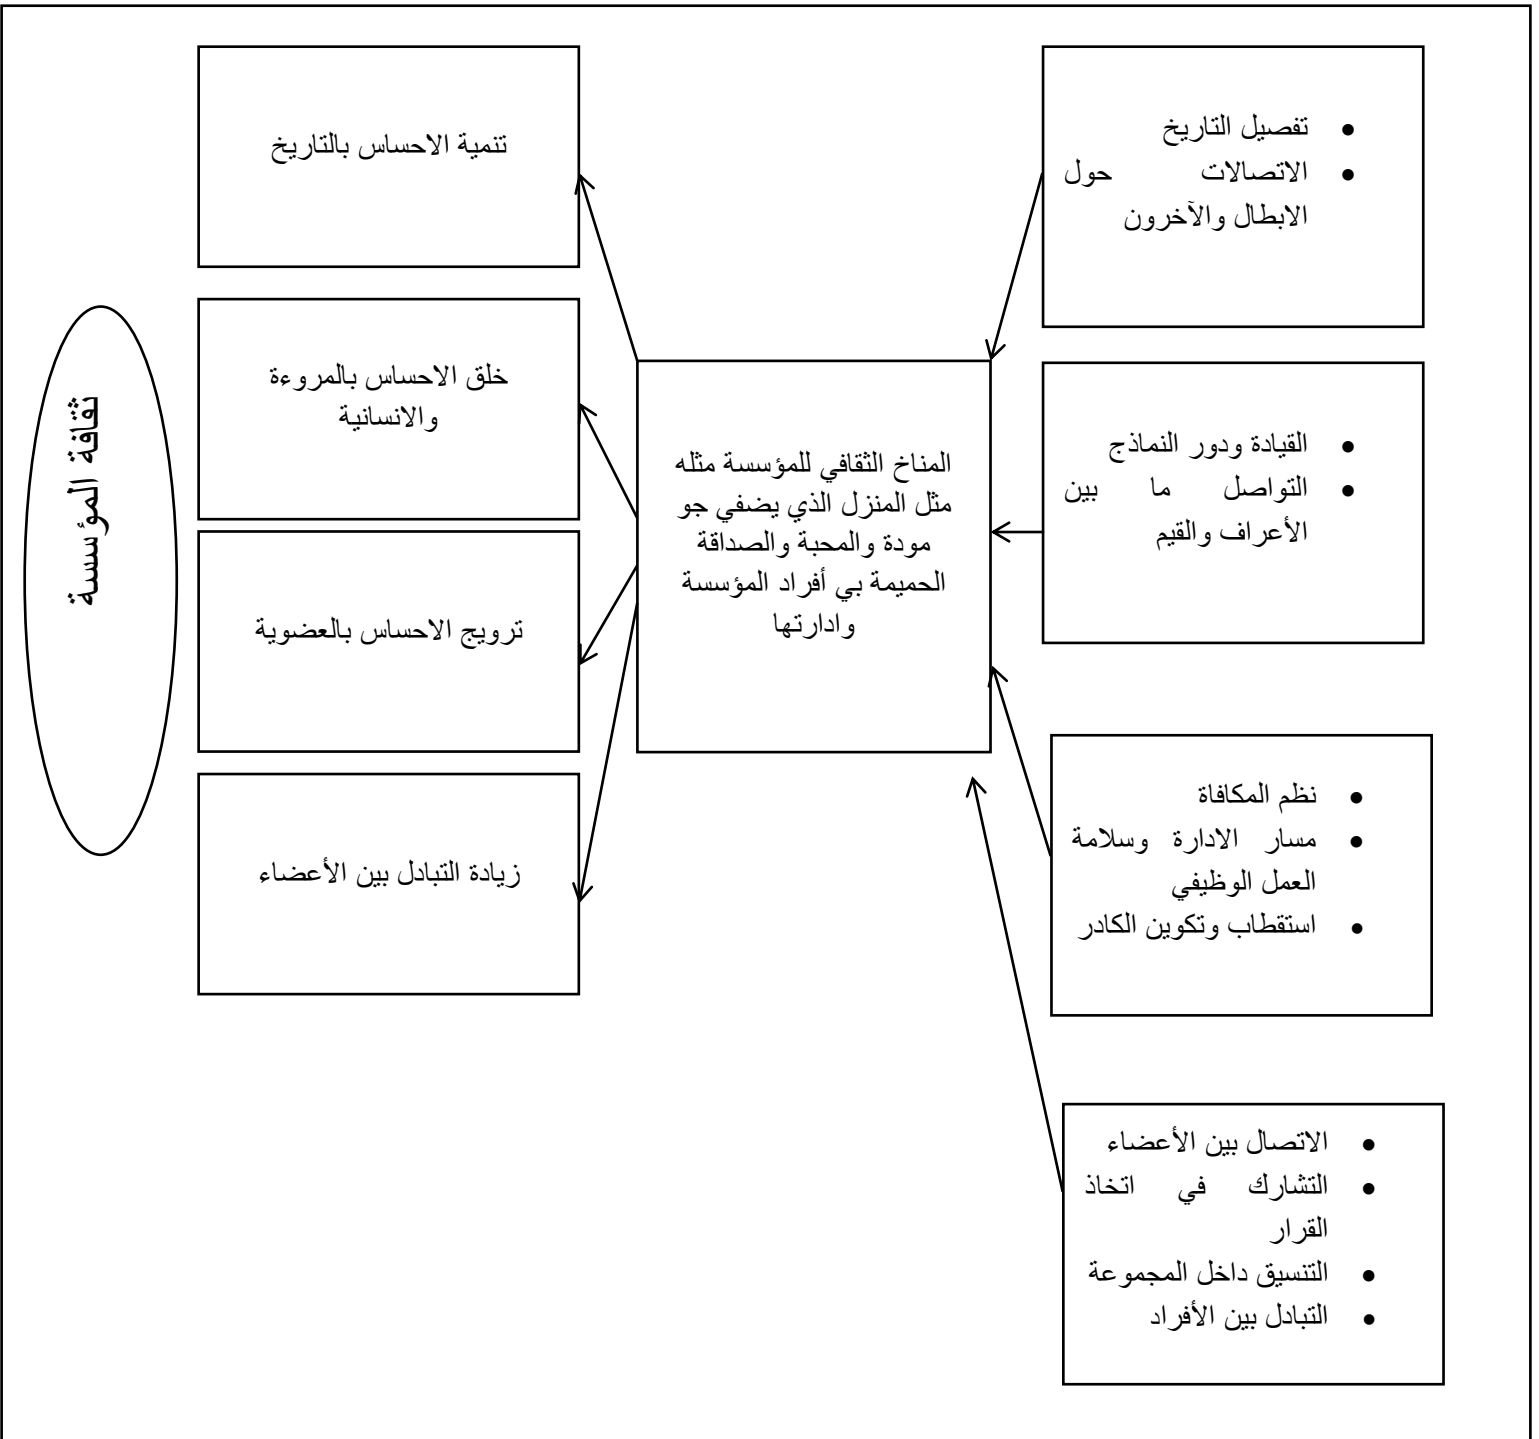 تفصيل التاريخ
الاتصالات حول
الابطال والآخرون
القيادة ودور النماذج
التواصل ما بين
الأعراف والقيم
نظم المكافاة
مسار الادارة وسلامة
العمل الوظيفي
استقطاب وتكوين الكادر
الاتصال بين الأعضاء
التشارك في اتخاذ
القرار
التنسيق داخل المجموعة
التبادل بين الأفراد
المناخ الثقافي للمؤسسة مثله
مثل المنزل الذي يضفي جو
مودة والمحبة والصداقة
الحميمة بي أفراد المؤسسة
وادارتها
تنمية الاحساس بالتاريخ
خلق الاحساس بالمروءة
والانسانية
ترويج الاحساس بالعضوية
زيادة التبادل بين الأعضاء
ثقافة المؤسسة